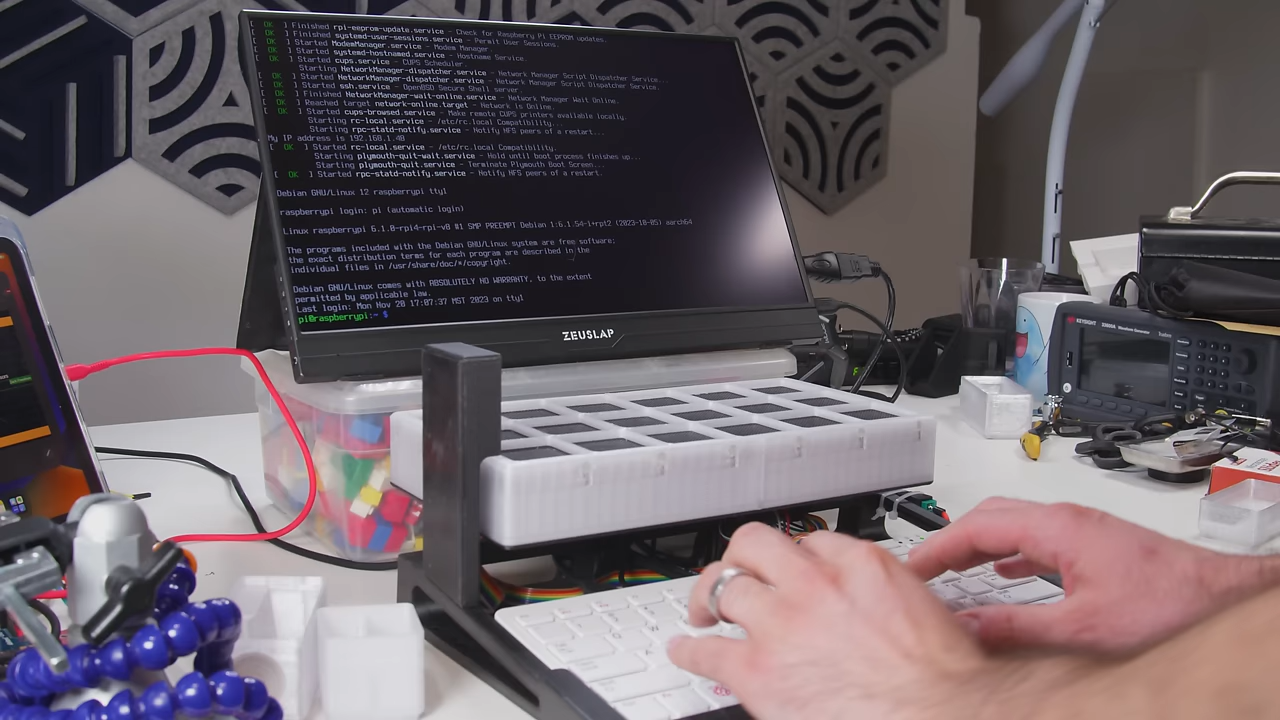 [ OK ] Finished rpi-eeprom-update.service - Check for Raspberry Pi EEPROM updates.
[ OK ] Finished systemd-user-sessions.service - Permit User Sessions.
[ OK ] Started ModemManager.service - Modem Manager.
[ OK ] Started systemd-hostnamed.service - Hostname Service.
[ OK ] Started cups.service - CUPS Scheduler.
Starting NetworkManager-dispatcher.service - Network Manager Script Dispatcher Service...
[ OK ] Started NetworkManager-dispatcher.service - Network Manager Script Dispatcher Service.
[ OK ] Started ssh.service - OpenBSD Secure Shell server.
[ OK ] Finished NetworkManager-wait-online.service - Network Manager Wait Online.
[ OK ] Reached target network-online.target - Network is Online.
[ OK ] Started cups-browsed.service - Make remote CUPS printers available locally.
Starting rc-local.service - /etc/rc.local Compatibility...
Starting rpc-statd-notify.service - Notify NFS peers of a restart...
My IP address is 192.168.1.40
[ OK ] Started rc-local.service - /etc/rc.local Compatibility.
Starting plymouth-quit-wait.service - Hold until boot process finishes up...
Starting plymouth-quit.service - Terminate Plymouth Boot Screen...
[ OK ] Started rpc-statd-notify.service - Notify NFS peers of a restart.
Debian GNU/Linux 12 raspberrypi tty1
raspberrypi login: pi (automatic login)
Linux raspberrypi 6.1.0-rpi4-rpi-v8 #1 SMP PREEMPT Debian 1:6.1.54-1+rpt2 (2023-10-05) aarch64
The programs included with the Debian GNU/Linux system are free software;
the exact distribution terms for each program are described in the
individual files in /usr/share/doc/*/copyright.
Debian GNU/Linux comes with ABSOLUTELY NO WARRANTY, to the extent
permitted by applicable law.
Last login: Mon Nov 20 17:07:37 MST 2023 on tty1
pi@raspberrypi:~ $
ZEUSLAP
KEYSIGHT
Waveform Generator